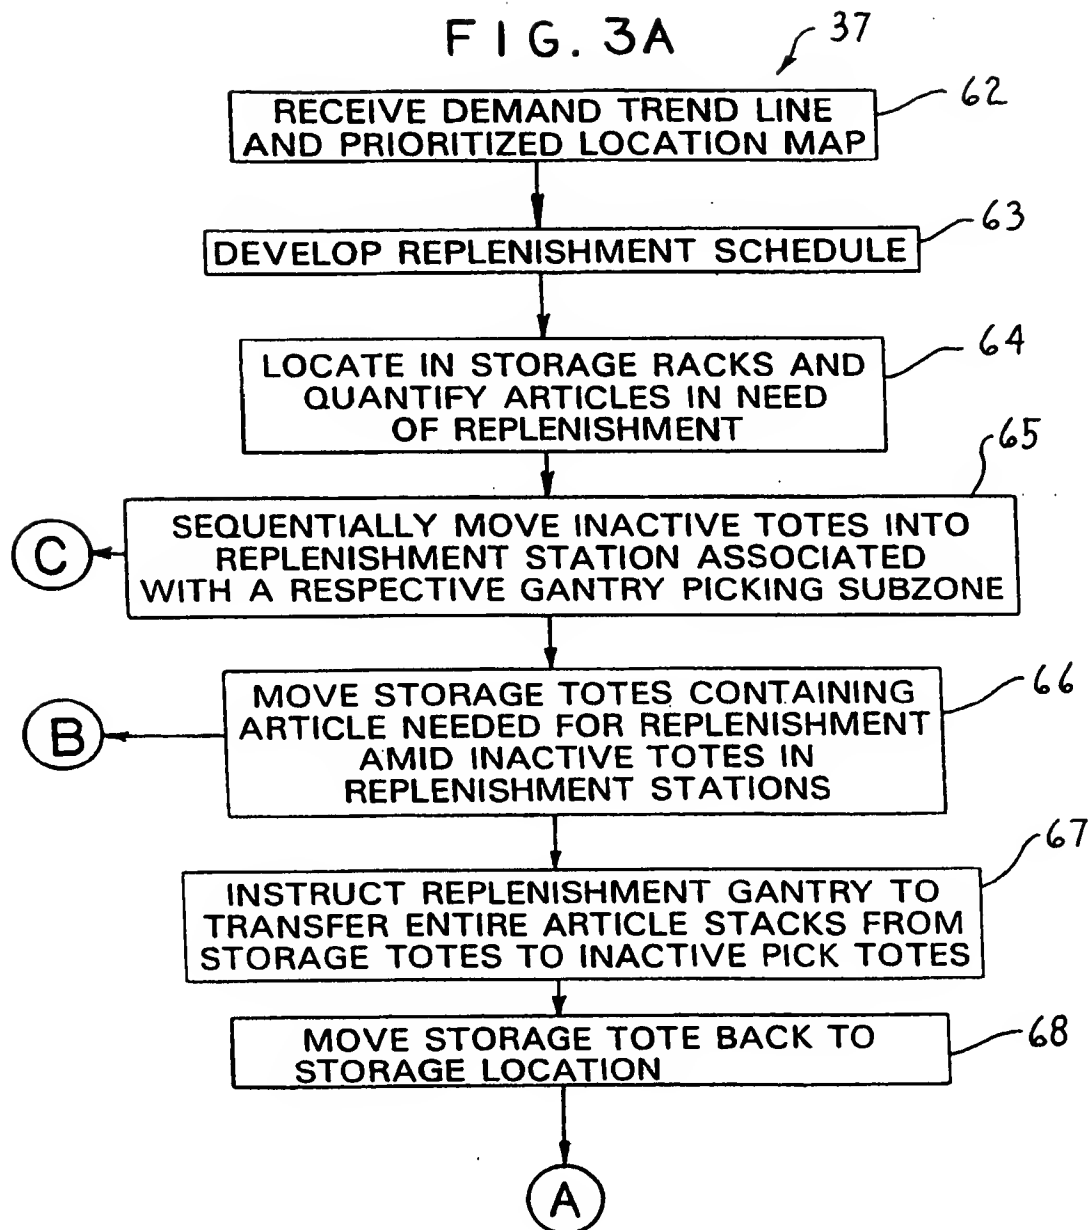 FIG. 3A
37
RECEIVE DEMAND TREND LINE
AND PRIORITIZED LOCATION MAP
62
DEVELOP REPLENISHMENT SCHEDULE
63
LOCATE IN STORAGE RACKS AND
QUANTIFY ARTICLES IN NEED
OF REPLENISHMENT
64
SEQUENTIALLY MOVE INACTIVE TOTES INTO
REPLENISHMENT STATION ASSOCIATED
WITH A RESPECTIVE GANTRY PICKING SUBZONE
65
C
MOVE STORAGE TOTES CONTAINING
ARTICLE NEEDED FOR REPLENISHMENT
AMID INACTIVE TOTES IN
REPLENISHMENT STATIONS
66
B
INSTRUCT REPLENISHMENT GANTRY TO
TRANSFER ENTIRE ARTICLE STACKS FROM
STORAGE TOTES TO INACTIVE PICK TOTES
67
MOVE STORAGE TOTE BACK TO
STORAGE LOCATION
68
A